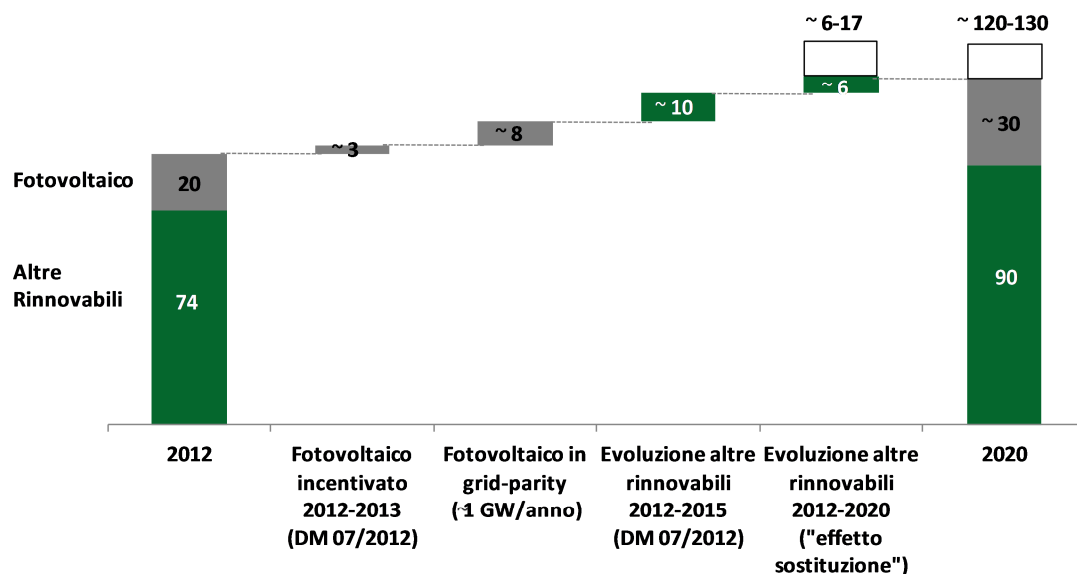 ~ 6-17
~ 120-130
~ 6
~ 10
~ 8
~ 3
~ 30
Fotovoltaico
20
Altre
Rinnovabili
74
90
2012
Fotovoltaico
incentivato
2012-2013
(DM 07/2012)
Fotovoltaico in
grid-parity
(~1 GW/anno)
Evoluzione altre
rinnovabili
2012-2015
(DM 07/2012)
Evoluzione altre
rinnovabili
2012-2020
("effetto
sostituzione")
2020